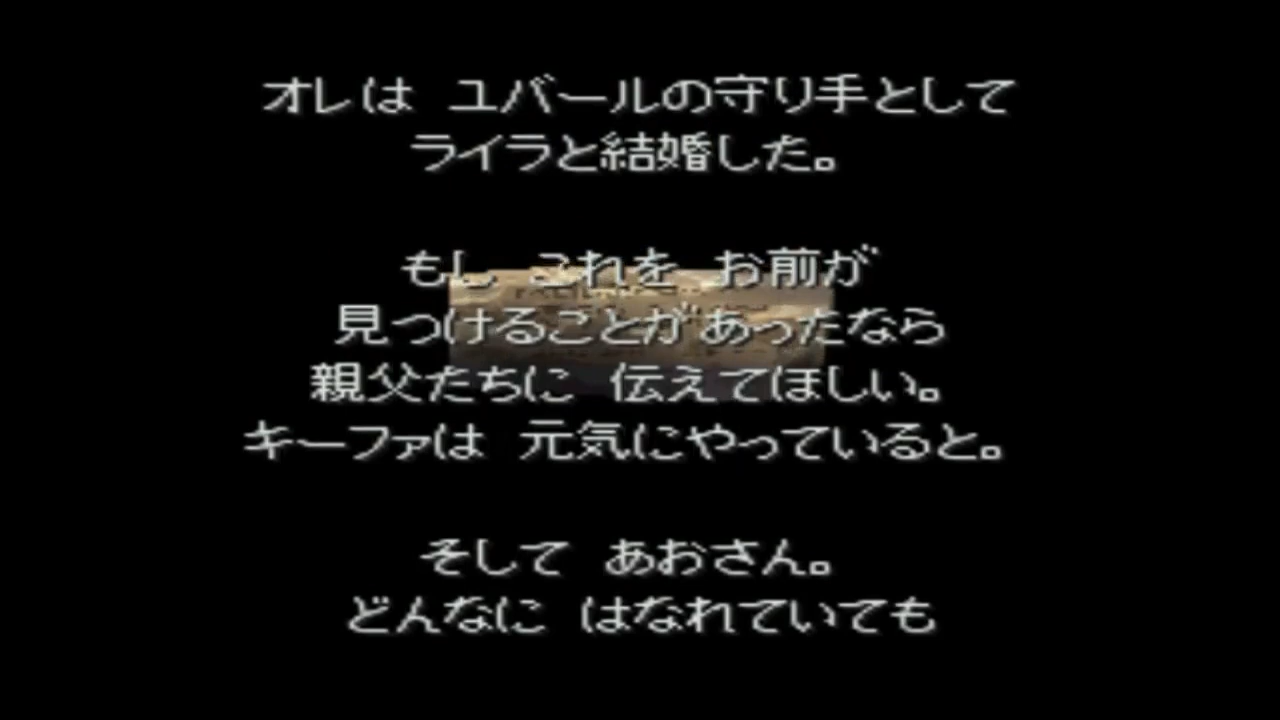 オレは ユバールの守り手として
ライラと結婚した。
もし これを お前が
見つけることが あったなら
親父たちに 伝えてほしい。
キーファは 元気にやっていると。
そして あおさん。
どんなに はなれていても